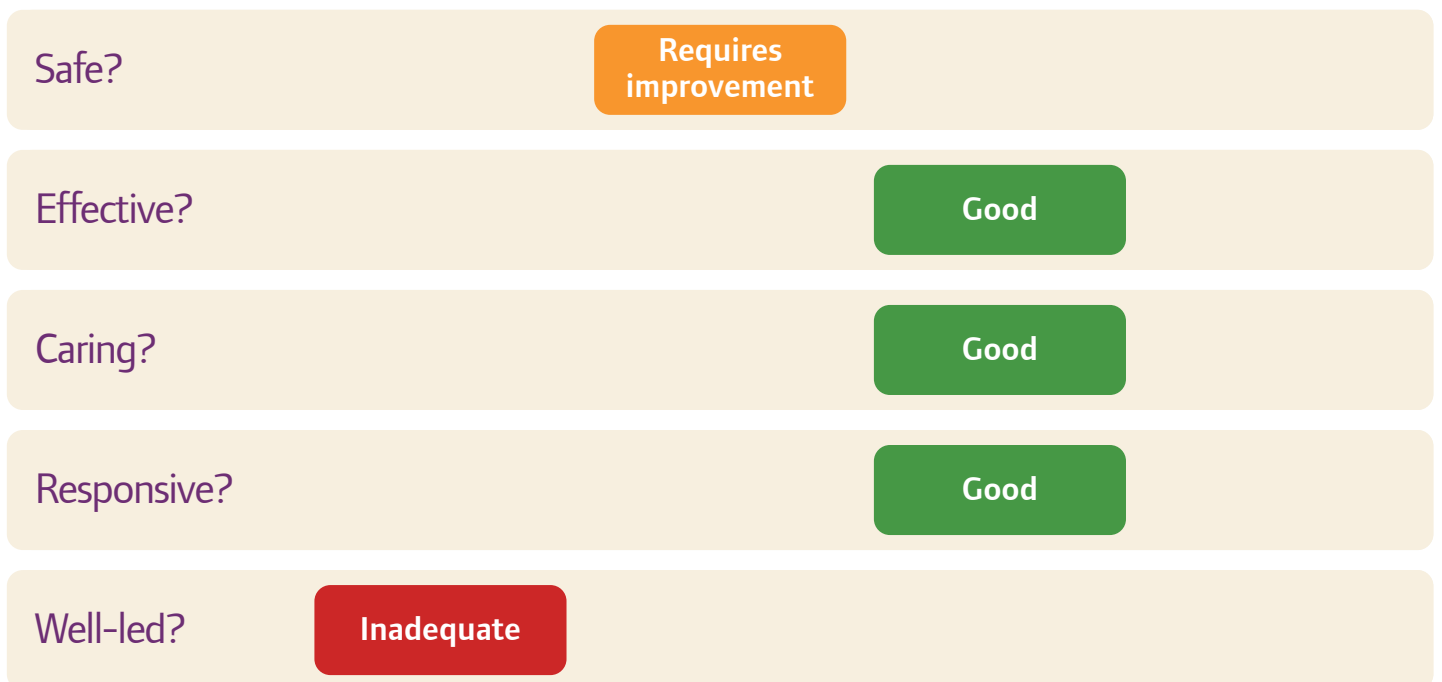 Safe?
Requires
improvement
Effective?
Good
Caring?
Good
Responsive?
Good
Well-led?
Inadequate